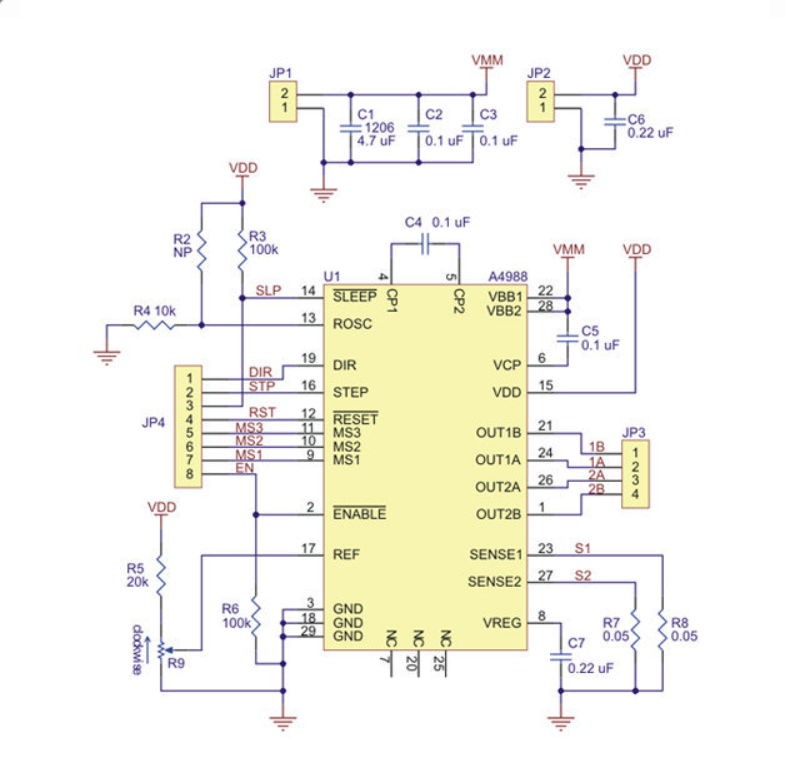 JP1
2
1
C1
1206
4.7 uF
C2
0.1 uF
C3
0.1 uF
VMM
JP2
2
1
VDD
C6
0.22 uF
VDD
R2
NP
R3
100k
R4 10k
C4 0.1 uF
4
5
U1
A4988
CP1
CP2
VMM
VDD
SLP
14
SLEEP
13
ROSC
VBB1
22
VBB2
28
C5
0.1 uF
VCP
6
VDD
15
JP4
1
2
3
4
5
6
7
8
DIR
STP
RST
MS3
MS2
MS1
EN
19
DIR
16
STEP
12
RESET
11
MS3
10
MS2
9
MS1
OUT1B
21
OUT1A
24
OUT2A
26
OUT2B
1
1B
1A
2A
2B
JP3
1
2
3
4
2
ENABLE
17
REF
SENSE1
23
S1
SENSE2
27
S2
VDD
R5
20k
clockwise
R9
R6
100k
3
GND
18
GND
29
GND
NC
7
NC
20
NC
25
VREG
8
C7
0.22 uF
R7
0.05
R8
0.05